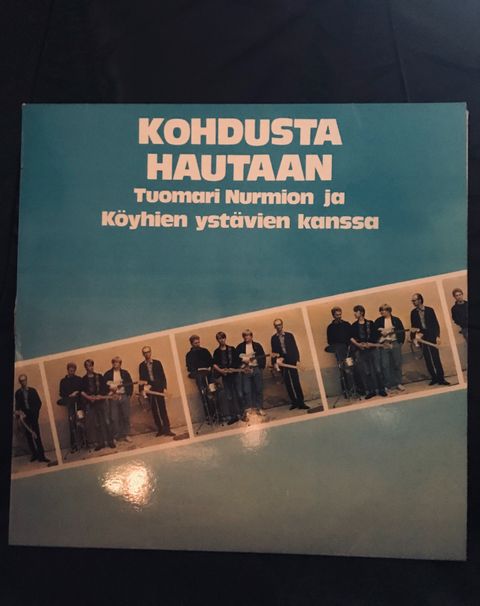 KOHDUSTA
HAUTAAN
Tuomari Nurmion ja
Köyhien ystävien kanssa